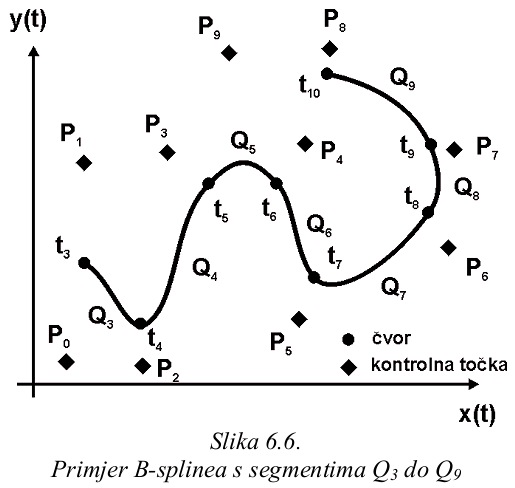 y(t)
P9
P8
t10
Q9
P1
P3
Q5
P4
t9
P7
Q8
t5
t6
t8
t3
Q6
t7
P6
Q4
Q7
Q3
t4
P5
P0
P2
čvor
kontrolna točka
x(t)
Slika 6.6.
Primjer B-splinea s segmentima Q3 do Q9